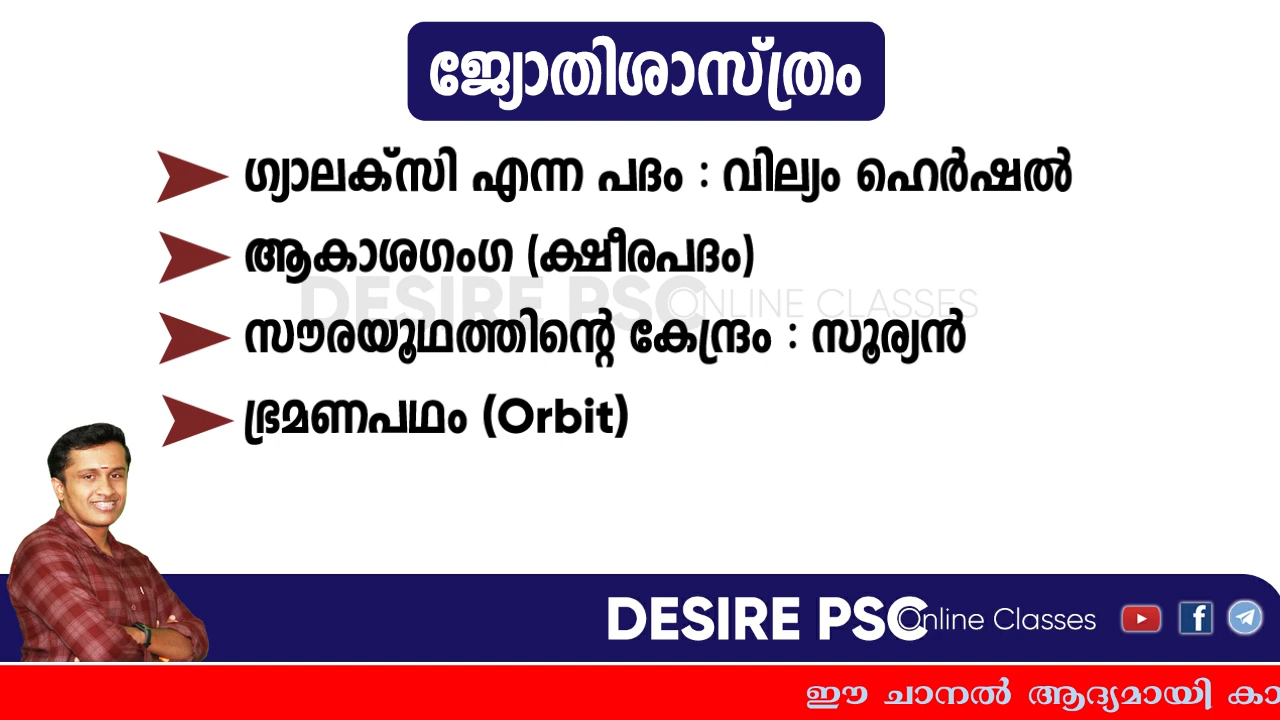 ജ്യോതിശാസ്ത്രം
ഗ്യാലക്സി എന്ന പദം : വില്യം ഹെർഷൽ
ആകാശഗംഗ (ക്ഷീരപദം)
DESIRE PSC ONLINE CLASSES
സൗരയൂഥത്തിന്റെ കേന്ദ്രം : സൂര്യൻ
ഭ്രമണപഥം (Orbit)
DESIRE PSC Online Classes
ഈ ചാനൽ ആദ്യമായി കാ